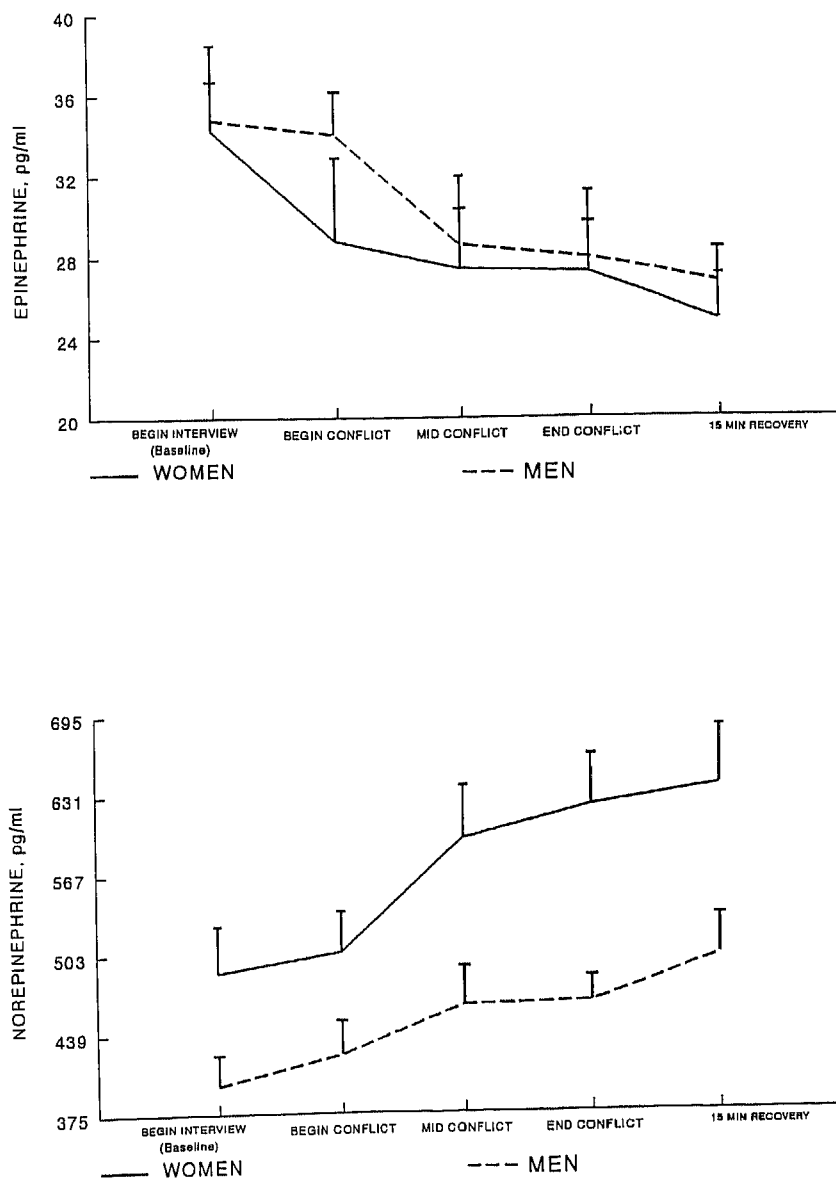 40
36
32
28
24
20
EPINEPHRINE, pg/ml
BEGIN INTERVIEW
(Baseline)
BEGIN CONFLICT
MID CONFLICT
END CONFLICT
15 MIN RECOVERY
WOMEN
MEN
695
631
567
503
439
375
NOREPINEPHRINE, pg/ml
BEGIN INTERVIEW
(Baseline)
BEGIN CONFLICT
MID CONFLICT
END CONFLICT
15 MIN RECOVERY
WOMEN
MEN